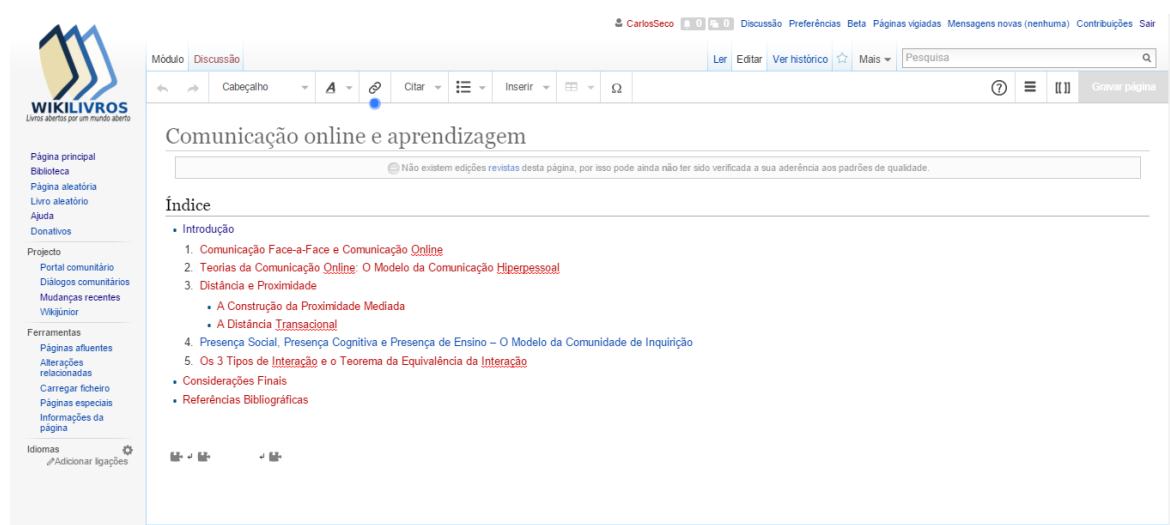 CarlosSeco 0 0 Discussão Preferências Beta Páginas vigiadas Mensagens novas (nenhuma) Contribuições Sair
Módulo Discussão Ler Editar Ver histórico Mais Pesquisa
Cabeçalho A Citar Inserir Ω ? [[ ]] Gravar página
WIKILIVROS
Livros abertos por um mundo aberto
Página principal
Biblioteca
Página aleatória
Livro aleatório
Ajuda
Donativos
Projecto
Portal comunitário
Diálogos comunitários
Mudanças recentes
Wikijúnior
Ferramentas
Páginas afluentes
Alterações
relacionadas
Carregar ficheiro
Páginas especiais
Informações da
página
Idiomas
Adicionar ligações
Comunicação online e aprendizagem
Não existem edições revistas desta página, por isso pode ainda não ter sido verificada a sua aderência aos padrões de qualidade.
Índice
• Introdução
1. Comunicação Face-a-Face e Comunicação Online
2. Teorias da Comunicação Online: O Modelo da Comunicação Hiperpessoal
3. Distância e Proximidade
• A Construção da Proximidade Mediada
• A Distância Transacional
4. Presença Social, Presença Cognitiva e Presença de Ensino – O Modelo da Comunidade de Inquirição
5. Os 3 Tipos de Interação e o Teorema da Equivalência da Interação
• Considerações Finais
• Referências Bibliográficas